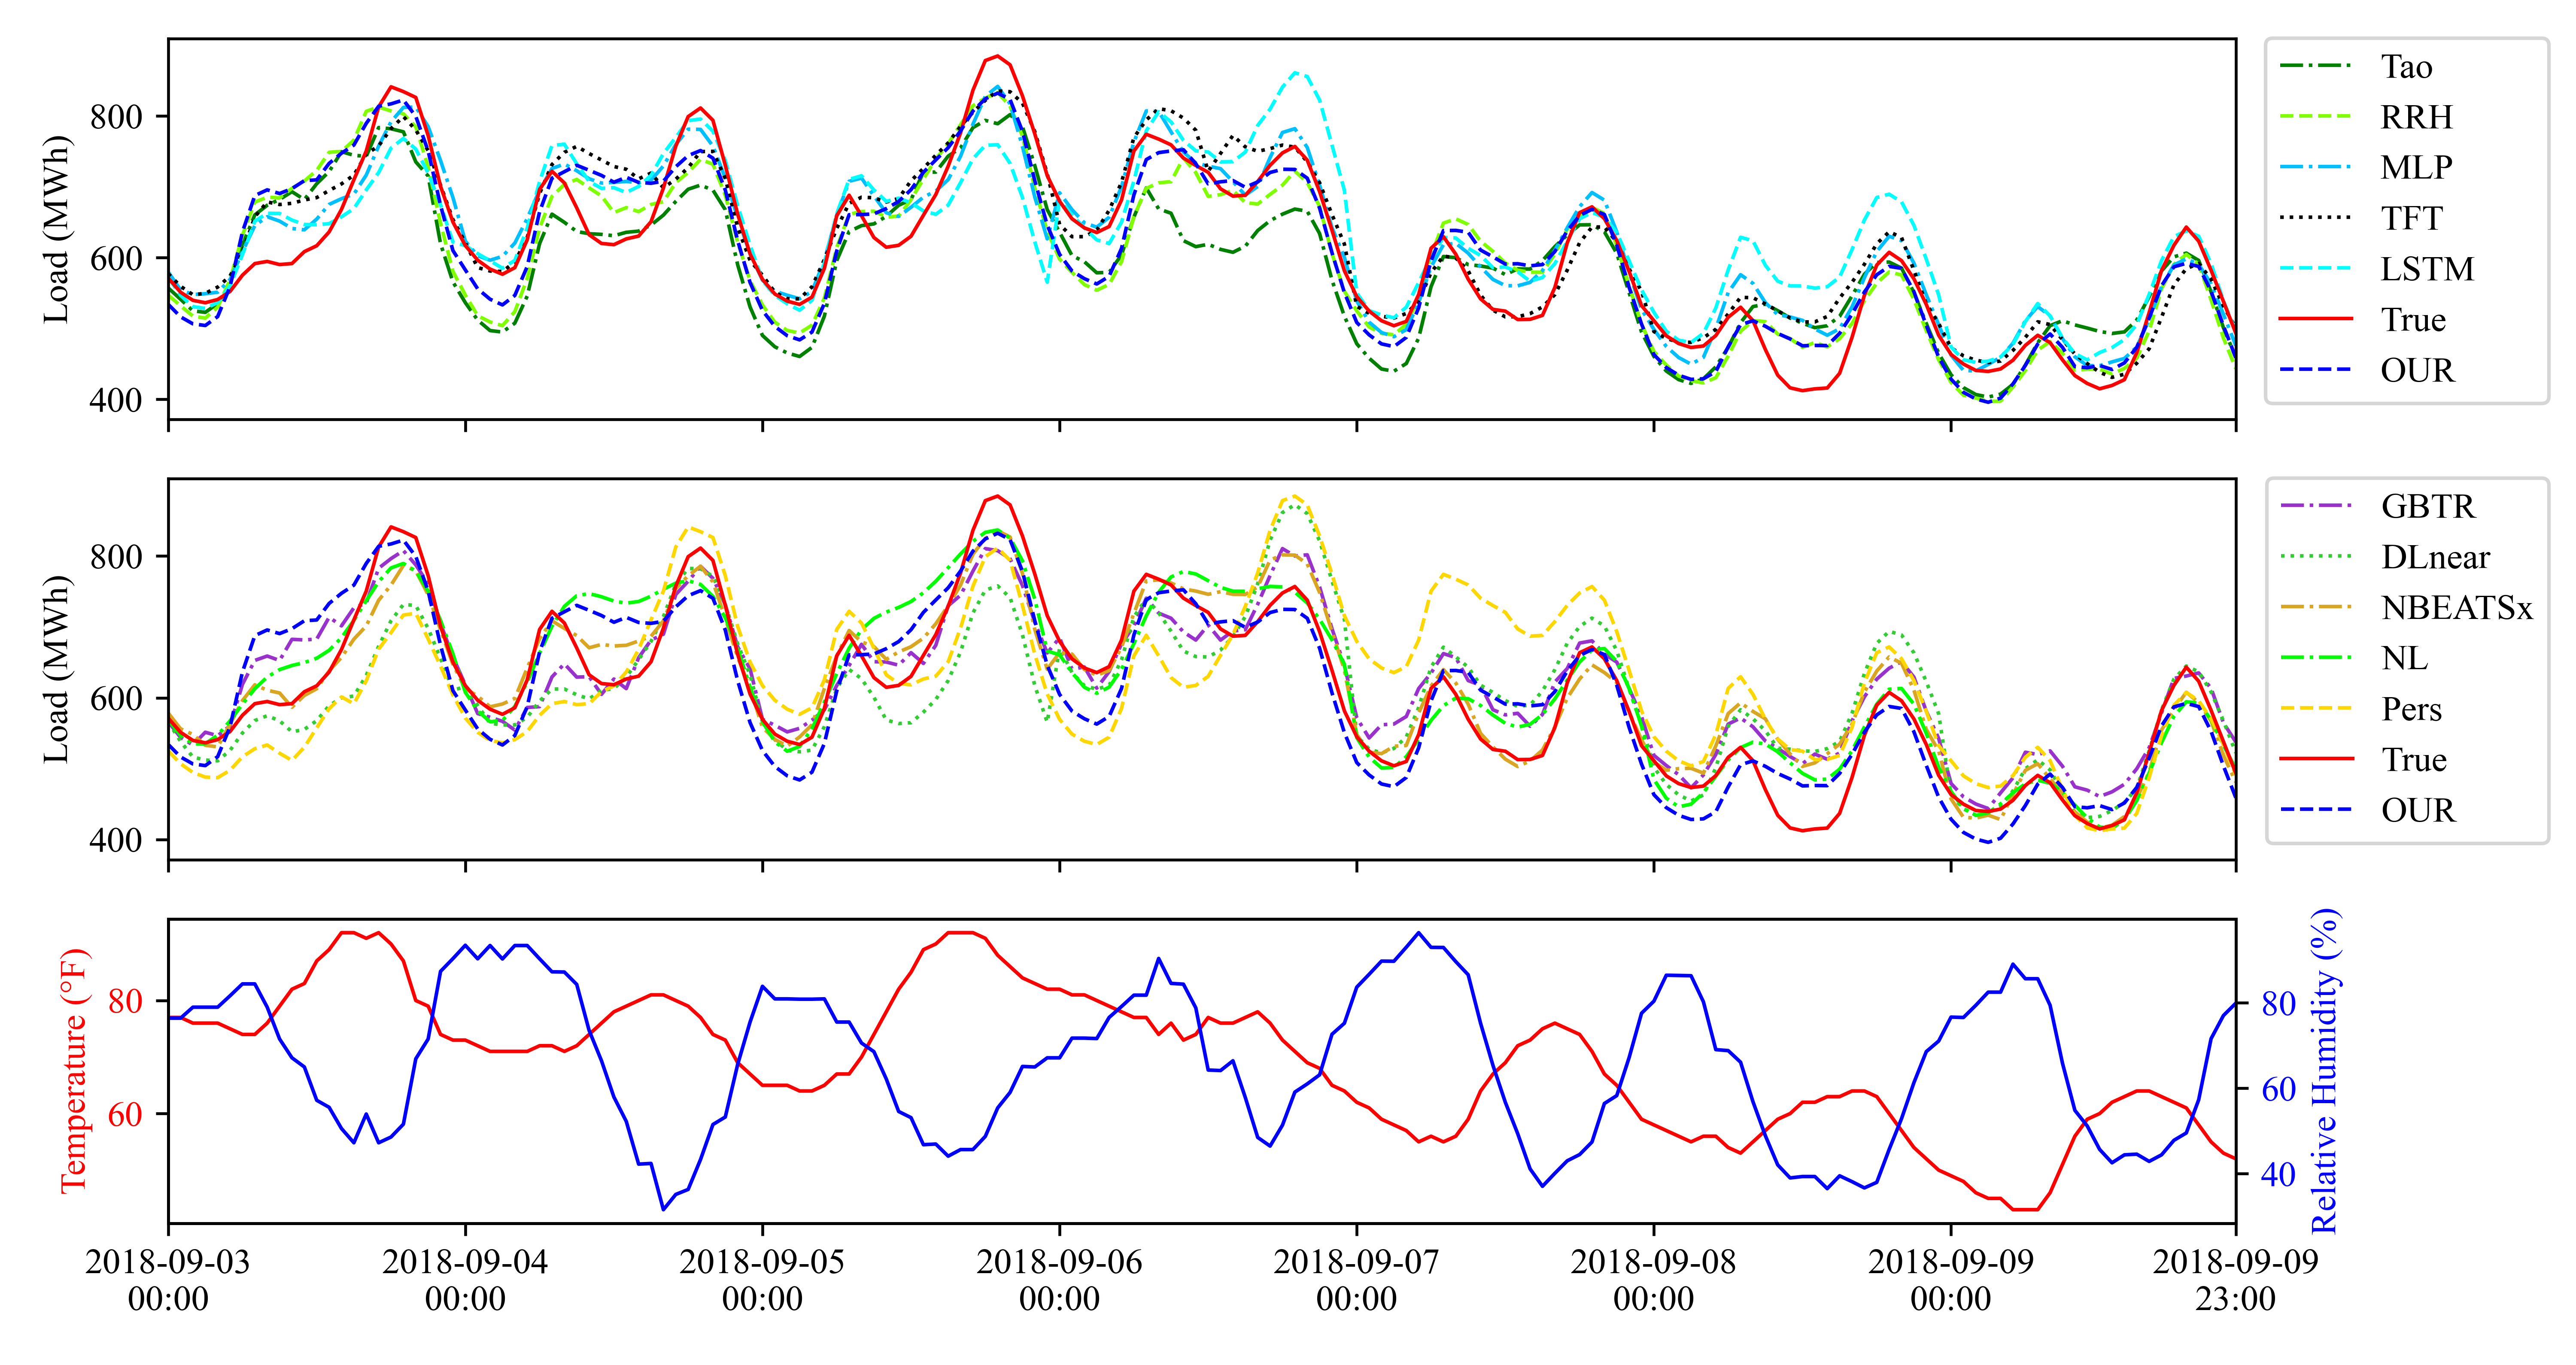 Load (MWh)
800
600
400
Tao
RRH
MLP
TFT
LSTM
True
OUR
Load (MWh)
800
600
400
GBTR
DLnear
NBEATSx
NL
Pers
True
OUR
Temperature (°F)
80
60
Relative Humidity (%)
80
60
40
2018-09-03 2018-09-04 2018-09-05 2018-09-06 2018-09-07 2018-09-08 2018-09-09 2018-09-09
00:00 00:00 00:00 00:00 00:00 00:00 00:00 23:00